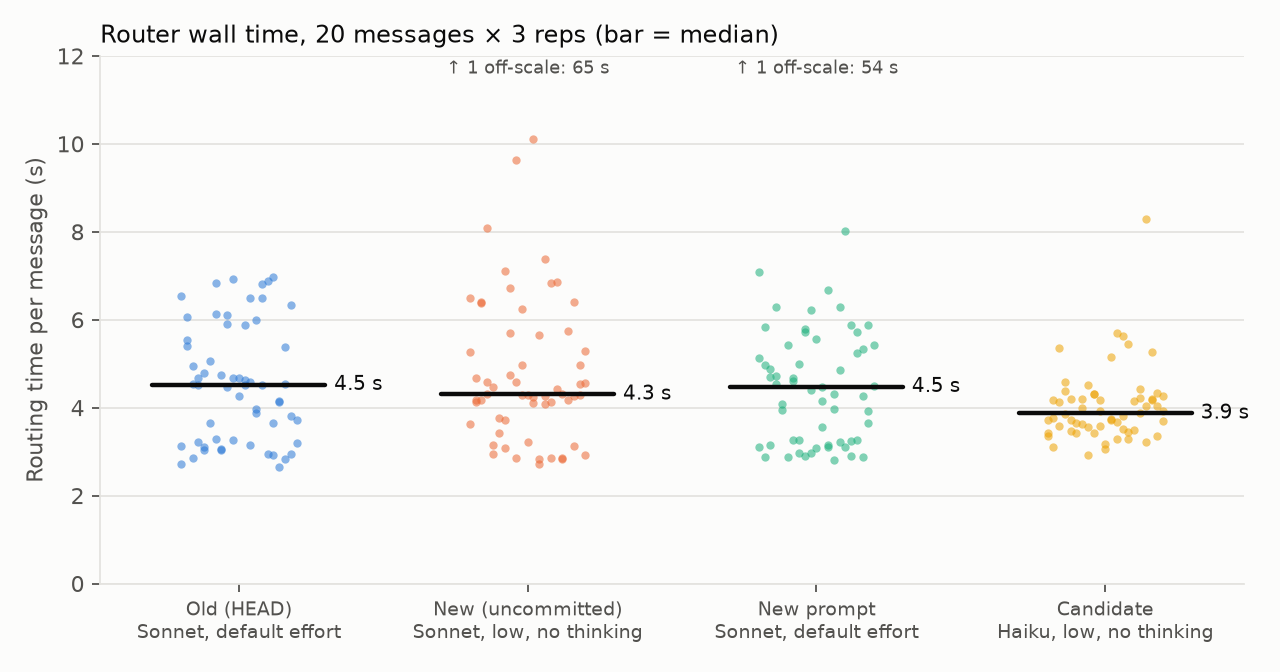 Router wall time, 20 messages × 3 reps (bar = median)
Routing time per message (s)
12
10
8
6
4
2
0
↑ 1 off-scale: 65 s
↑ 1 off-scale: 54 s
4.5 s
4.3 s
4.5 s
3.9 s
Old (HEAD)
Sonnet, default effort
New (uncommitted)
Sonnet, low, no thinking
New prompt
Sonnet, default effort
Candidate
Haiku, low, no thinking